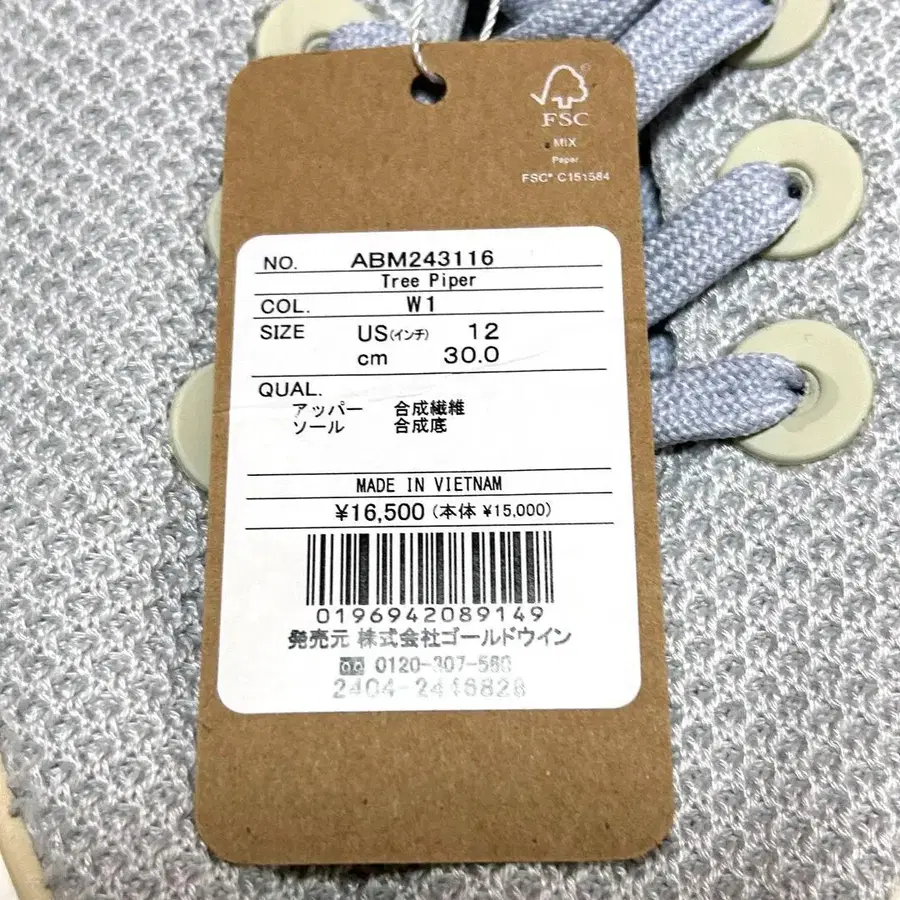 FSC
MIX
Paper
FSC® C151584
NO. ABM243116
Tree Piper
COL. W1
SIZE US(インチ) 12
cm 30.0
QUAL.
アッパー 合成繊維
ソール 合成底
MADE IN VIETNAM
¥16,500 (本体 ¥15,000)
0196942089149
発売元 株式会社ゴールドウイン
0120-307-560